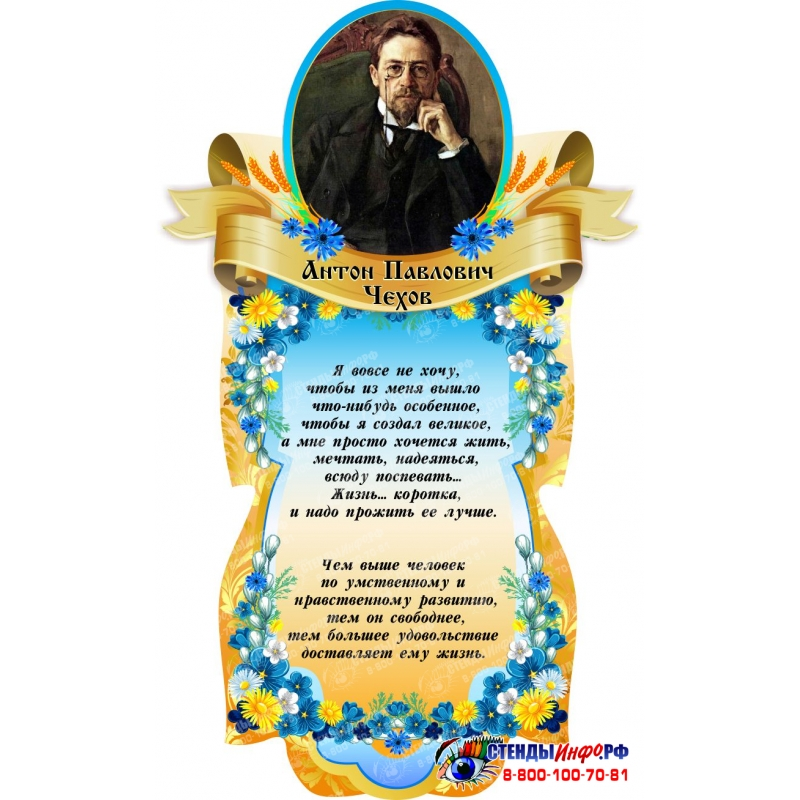 Антон Павлович
Чехов
Я вовсе не хочу,
чтобы из меня вышло
что-нибудь особенное,
чтобы я создал великое,
а мне просто хочется жить,
мечтать, надеяться,
всюду поспевать...
Жизнь... коротка,
и надо прожить ее лучше.
Чем выше человек
по умственному и
нравственному развитию,
тем он свободнее,
тем большее удовольствие
доставляет ему жизнь.
СТЕНДЫИНФО.РФ
8-800-100-70-81